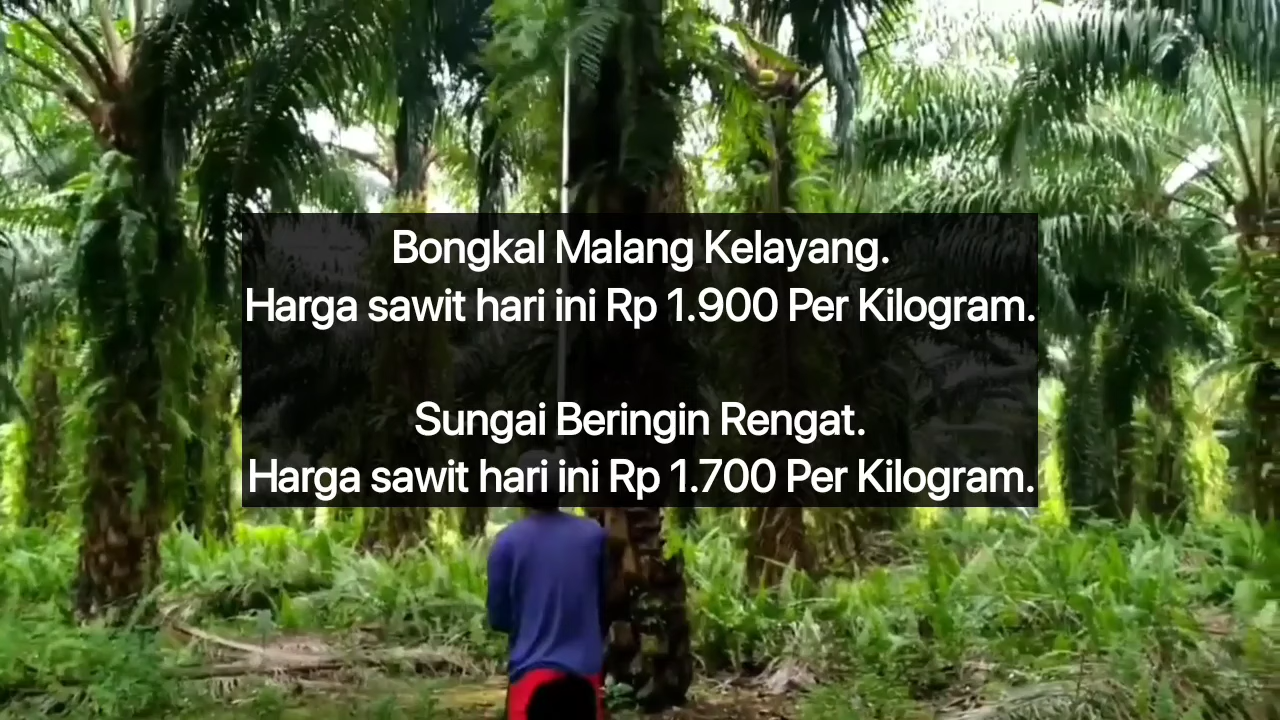 Bongkal Malang Kelayang.
Harga sawit hari ini Rp 1.900 Per Kilogram.
Sungai Beringin Rengat.
Harga sawit hari ini Rp 1.700 Per Kilogram.